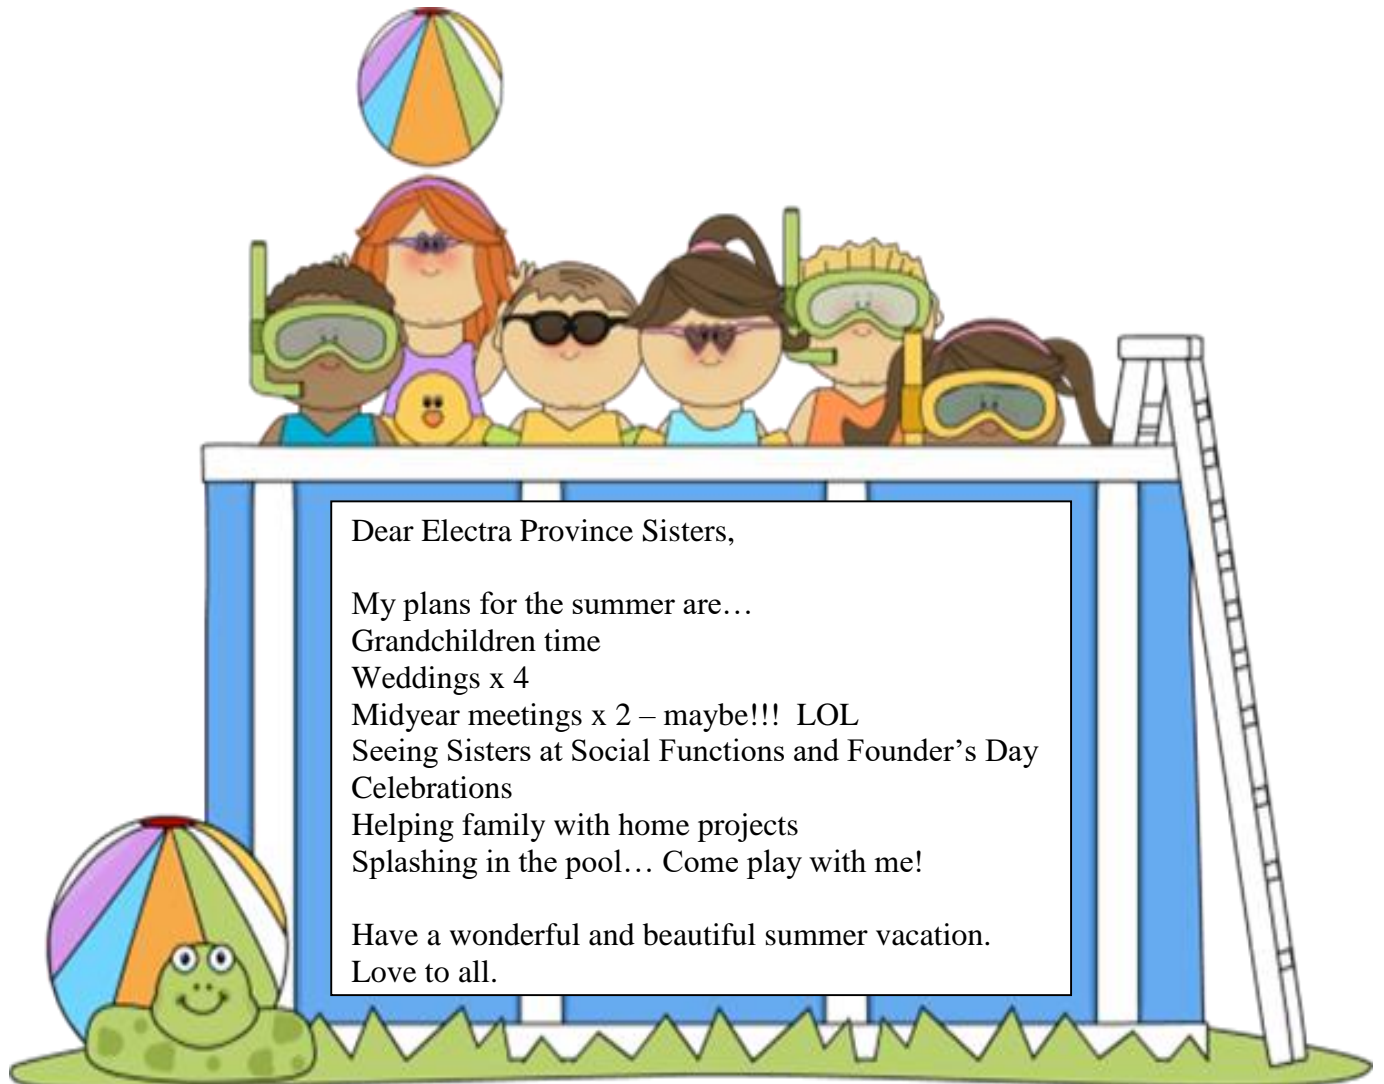 Dear Electra Province Sisters,
My plans for the summer are…
Grandchildren time
Weddings x 4
Midyear meetings x 2 – maybe!!!  LOL
Seeing Sisters at Social Functions and Founder’s Day
Celebrations
Helping family with home projects
Splashing in the pool… Come play with me!
Have a wonderful and beautiful summer vacation.
Love to all.